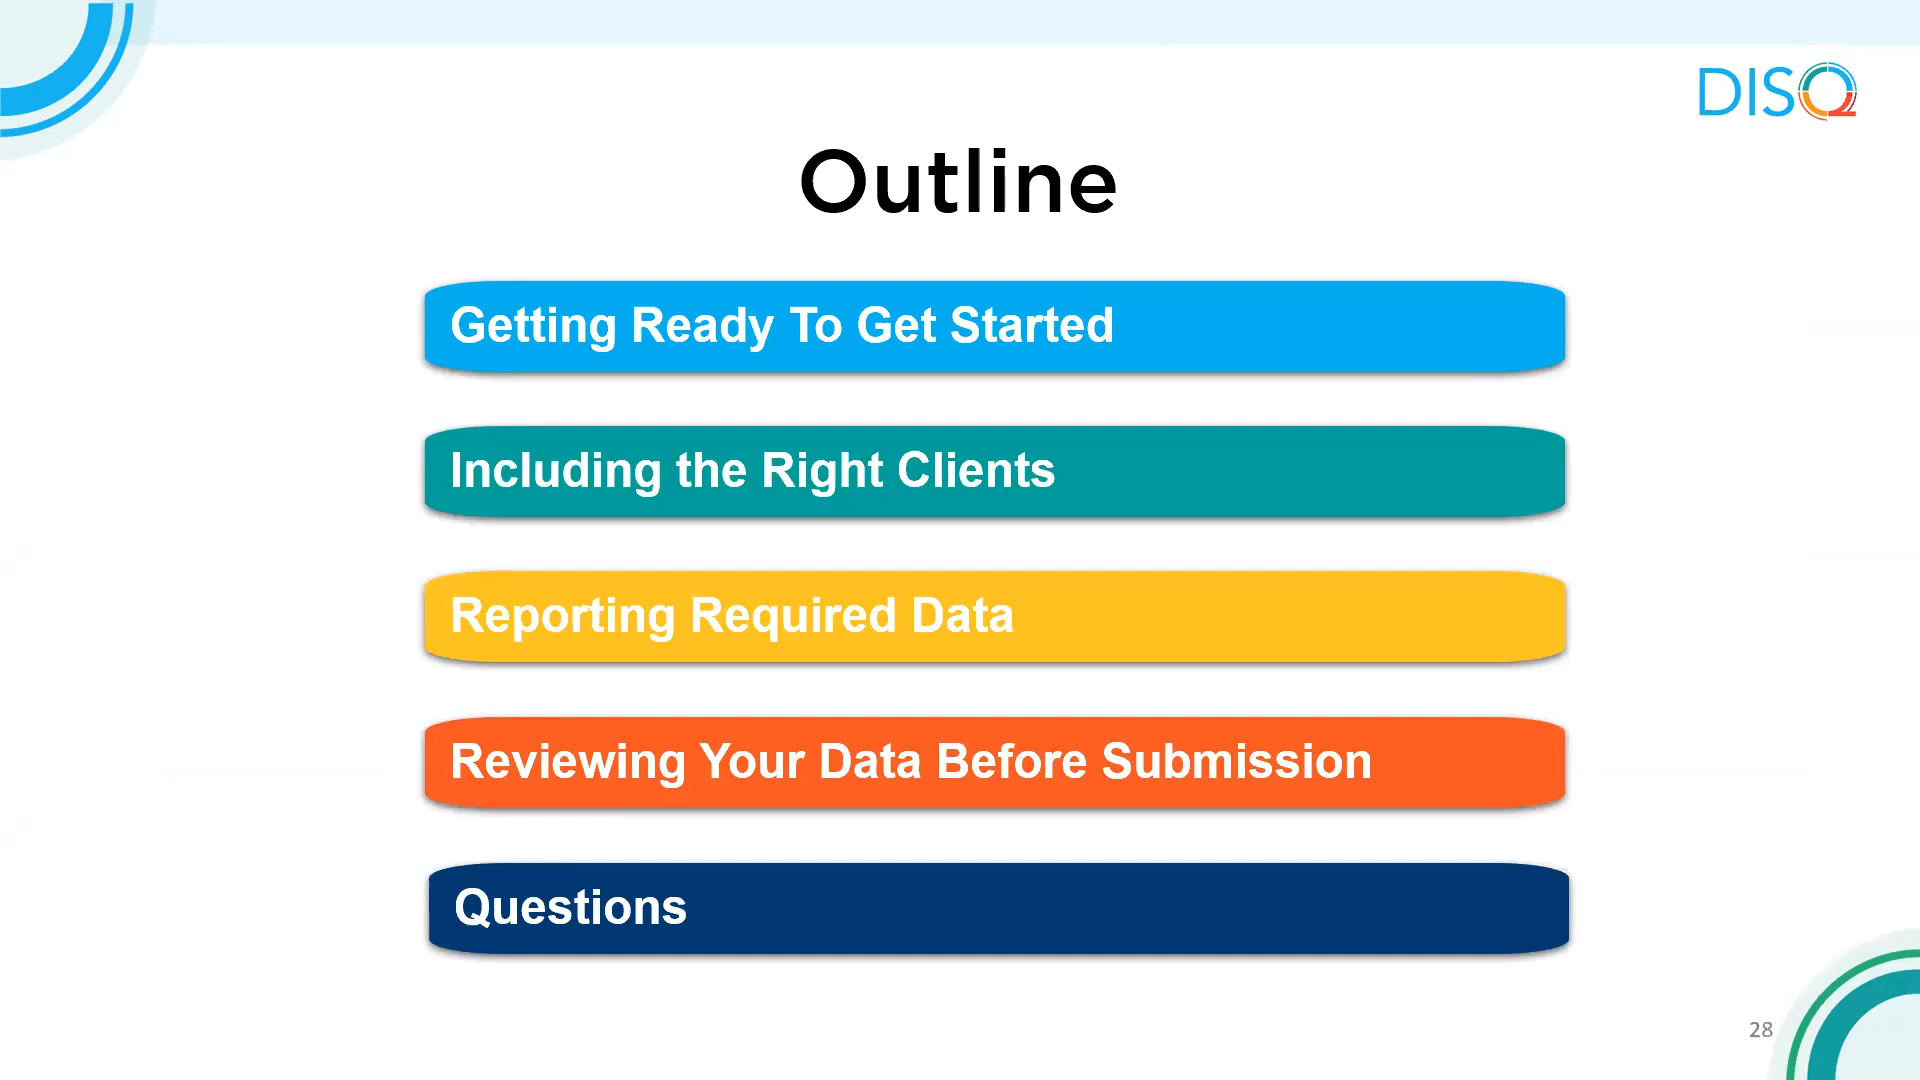 DISQ
Outline
Getting Ready To Get Started
Including the Right Clients
Reporting Required Data
Reviewing Your Data Before Submission
Questions
28